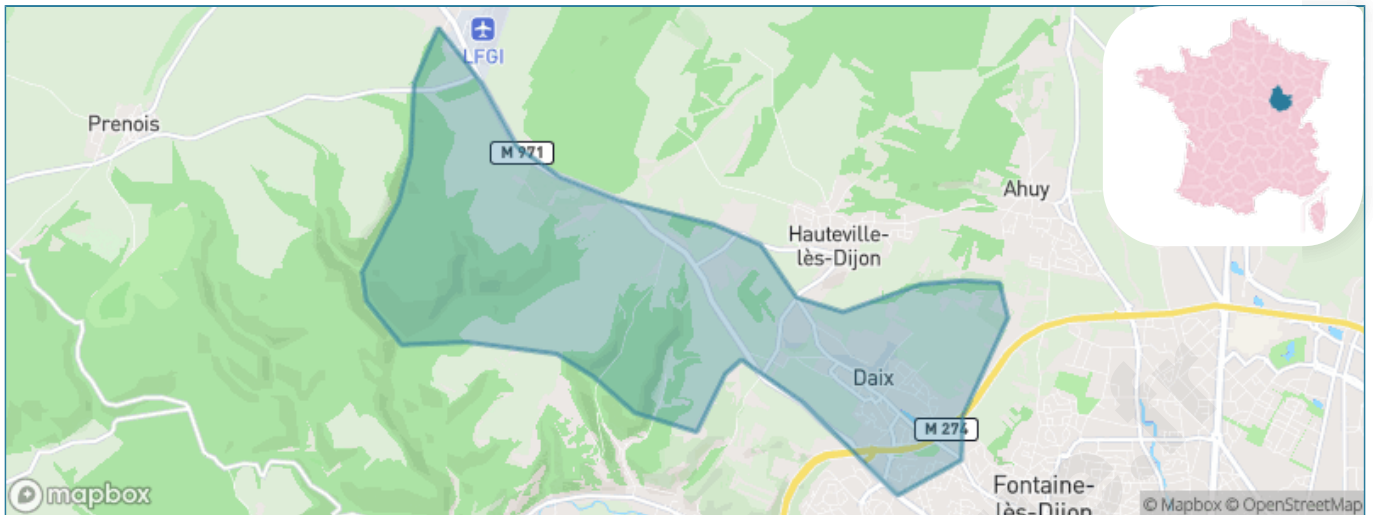 LFGI
Prenois
M 971
Ahuy
Hauteville-
lès-Dijon
Daix
M 274
Fontaine-
lès-Dijon
mapbox
© Mapbox © OpenStreetMap